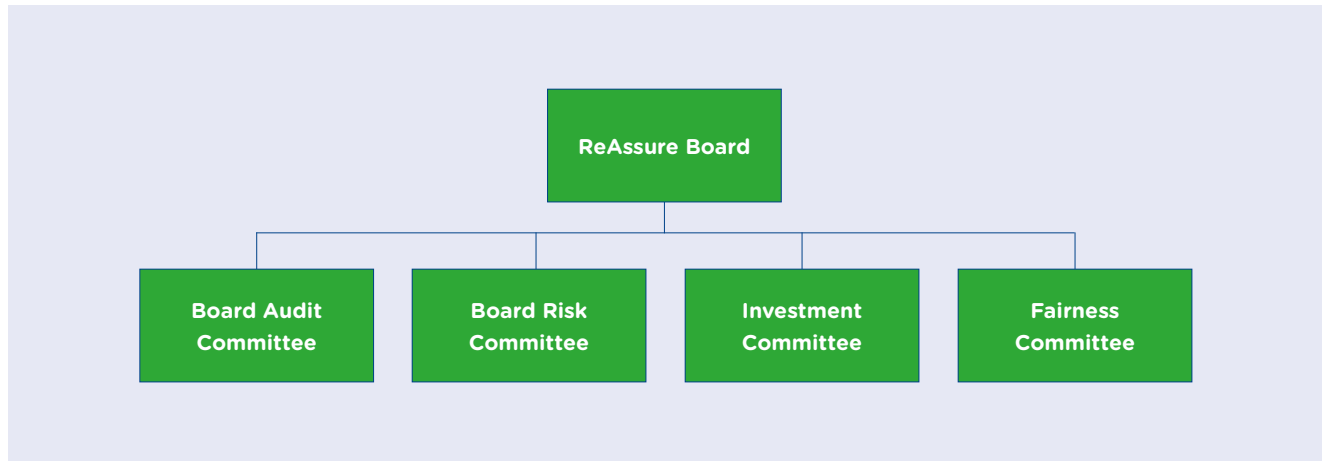 ReAssure Board
Board Audit
Committee
Board Risk
Committee
Investment
Committee
Fairness
Committee